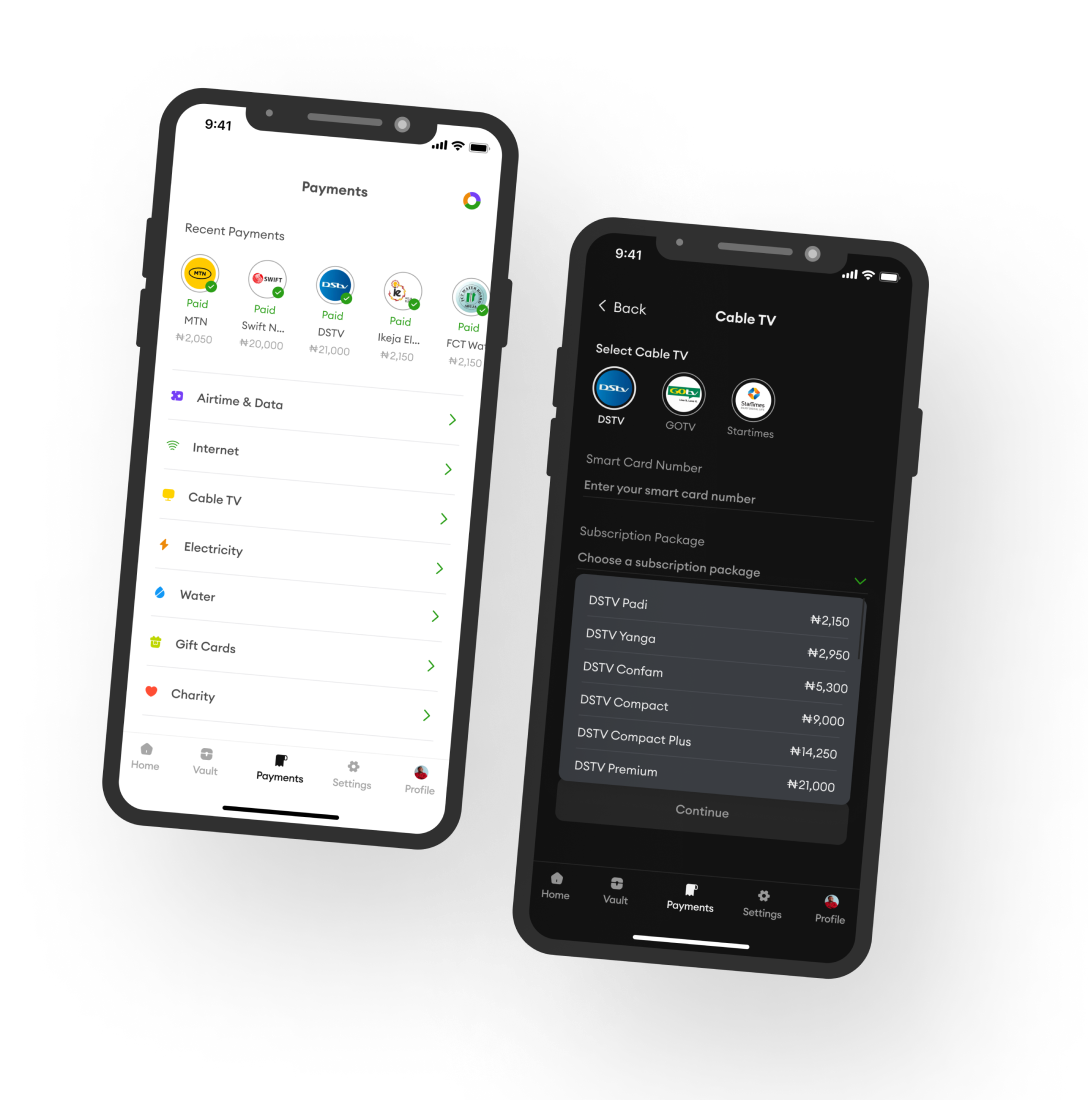 9:41
Payments
Recent Payments
MTN
SWIFT
DStv
Paid
Paid
Paid
Paid
Paid
MTN
Swift N...
DSTV
Ikeja El...
FCT Wat
₦2,050
₦20,000
₦21,000
₦2,150
₦2,150
Airtime & Data
Internet
Cable TV
Electricity
Water
Gift Cards
Charity
Home
Vault
Payments
Settings
Profile
9:41
Back
Cable TV
Select Cable TV
DStv
GOtv
StarTimes
DSTV
GOTV
Startimes
Smart Card Number
Enter your smart card number
Subscription Package
Choose a subscription package
DSTV Padi ₦2,150
DSTV Yanga ₦2,950
DSTV Confam ₦5,300
DSTV Compact ₦9,000
DSTV Compact Plus ₦14,250
DSTV Premium ₦21,000
Continue
Home
Vault
Payments
Settings
Profile